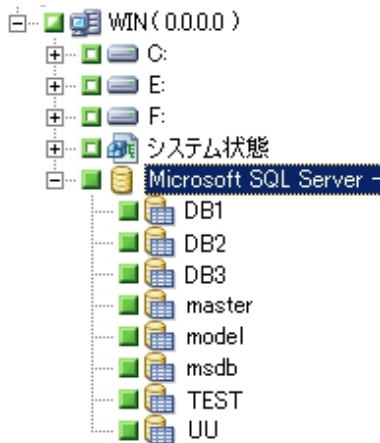 WIN( 0.0.0.0 )
C:
E:
F:
システム状態
Microsoft SQL Server -
DB1
DB2
DB3
master
model
msdb
TEST
UU